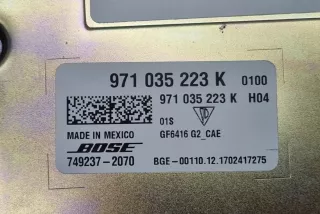 971 035 223 K 0100
971 035 223 K H04
01S
GF6416 G2_CAE
MADE IN MEXICO
BOSE
749237-2070
BGE-00110.12.1702417275